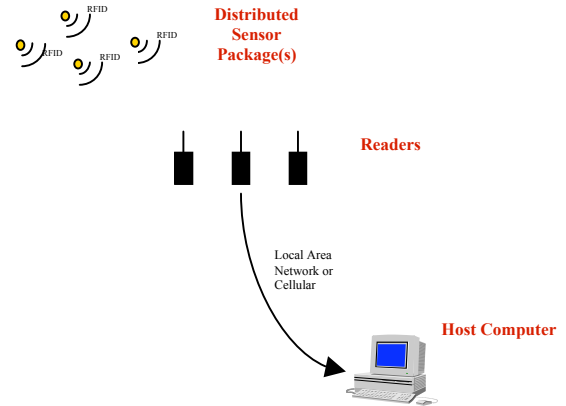 RFID
RFID
RFID
RFID
Distributed
Sensor
Package(s)
Readers
Local Area
Network or
Cellular
Host Computer